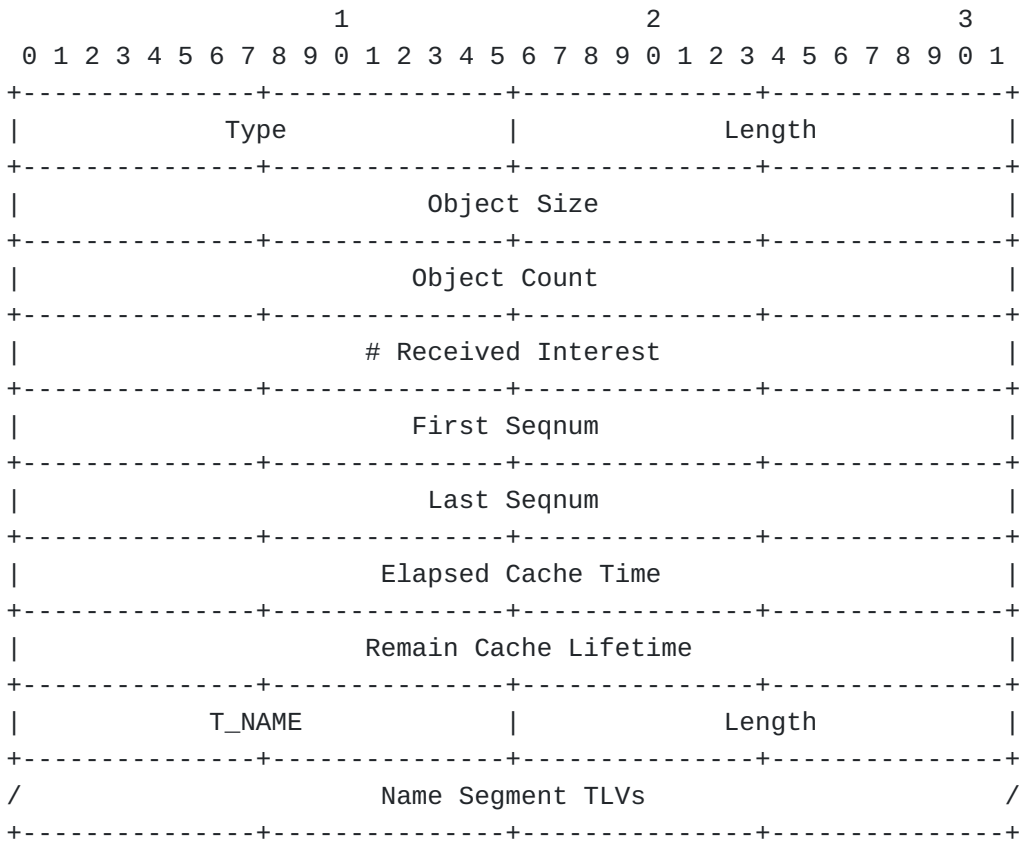 1                   2                   3
 0 1 2 3 4 5 6 7 8 9 0 1 2 3 4 5 6 7 8 9 0 1 2 3 4 5 6 7 8 9 0 1
+---------------+---------------+---------------+---------------+
|             Type              |             Length            |
+---------------+---------------+---------------+---------------+
|                          Object Size                          |
+---------------+---------------+---------------+---------------+
|                         Object Count                          |
+---------------+---------------+---------------+---------------+
|                      # Received Interest                      |
+---------------+---------------+---------------+---------------+
|                         First Seqnum                          |
+---------------+---------------+---------------+---------------+
|                          Last Seqnum                          |
+---------------+---------------+---------------+---------------+
|                       Elapsed Cache Time                      |
+---------------+---------------+---------------+---------------+
|                      Remain Cache Lifetime                    |
+---------------+---------------+---------------+---------------+
|            T_NAME             |             Length            |
+---------------+---------------+---------------+---------------+
/                       Name Segment TLVs                       /
+---------------+---------------+---------------+---------------+